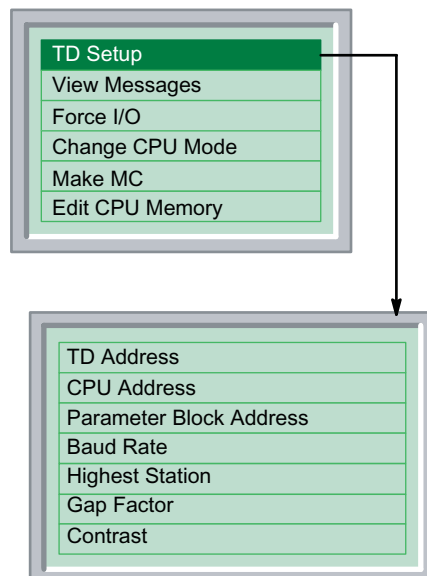 TD Setup
View Messages
Force I/O
Change CPU Mode
Make MC
Edit CPU Memory
TD Address
CPU Address
Parameter Block Address
Baud Rate
Highest Station
Gap Factor
Contrast